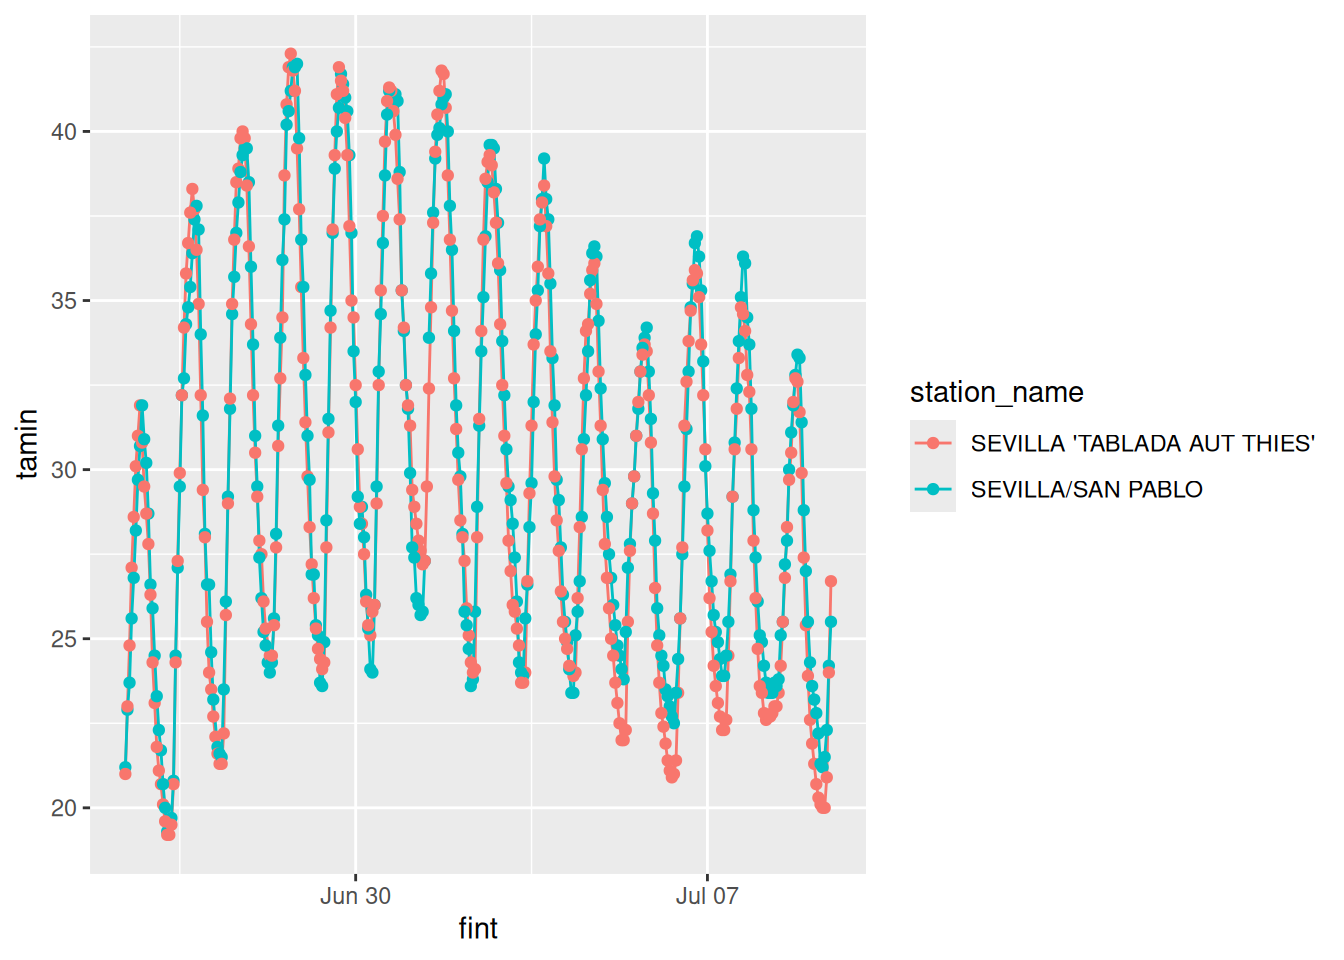 40
35
30
25
20
tamin
Jun 30
Jul 07
fint
station_name
SEVILLA 'TABLADA AUT THIES'
SEVILLA/SAN PABLO